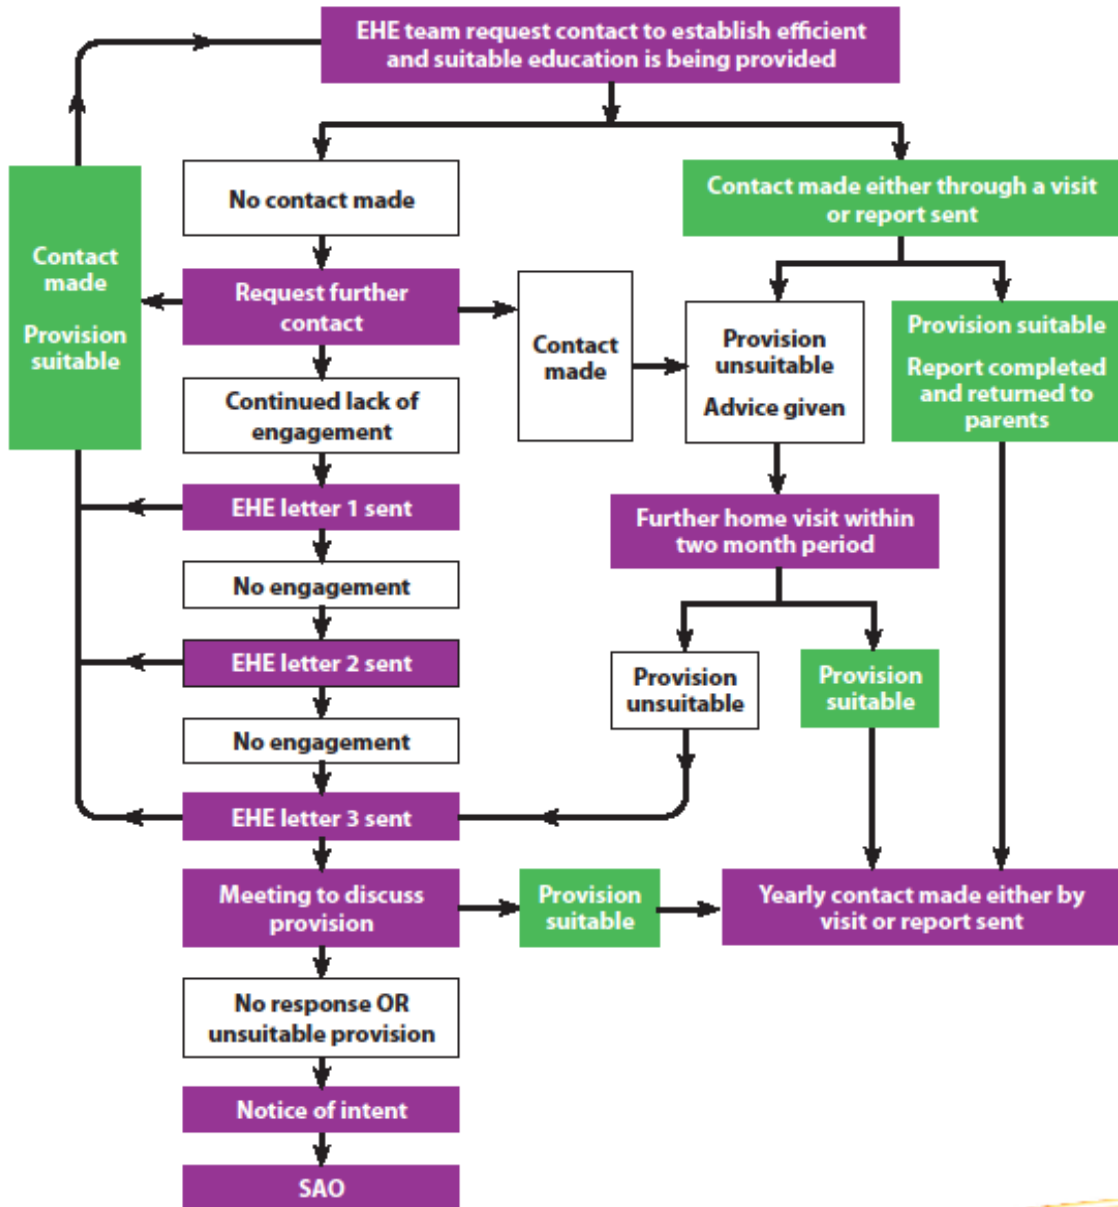 EHE team request contact to establish efficient
and suitable education is being provided
No contact made
Contact made either through a visit
or report sent
Contact
made
Provision
suitable
Request further
contact
Contact
made
Provision
unsuitable
Advice given
Provision suitable
Report completed
and returned to
parents
Continued lack of
engagement
EHE letter 1 sent
Further home visit within
two month period
No engagement
EHE letter 2 sent
Provision
unsuitable
Provision
suitable
No engagement
EHE letter 3 sent
Meeting to discuss
provision
Provision
suitable
Yearly contact made either by
visit or report sent
No response OR
unsuitable provision
Notice of intent
SAO